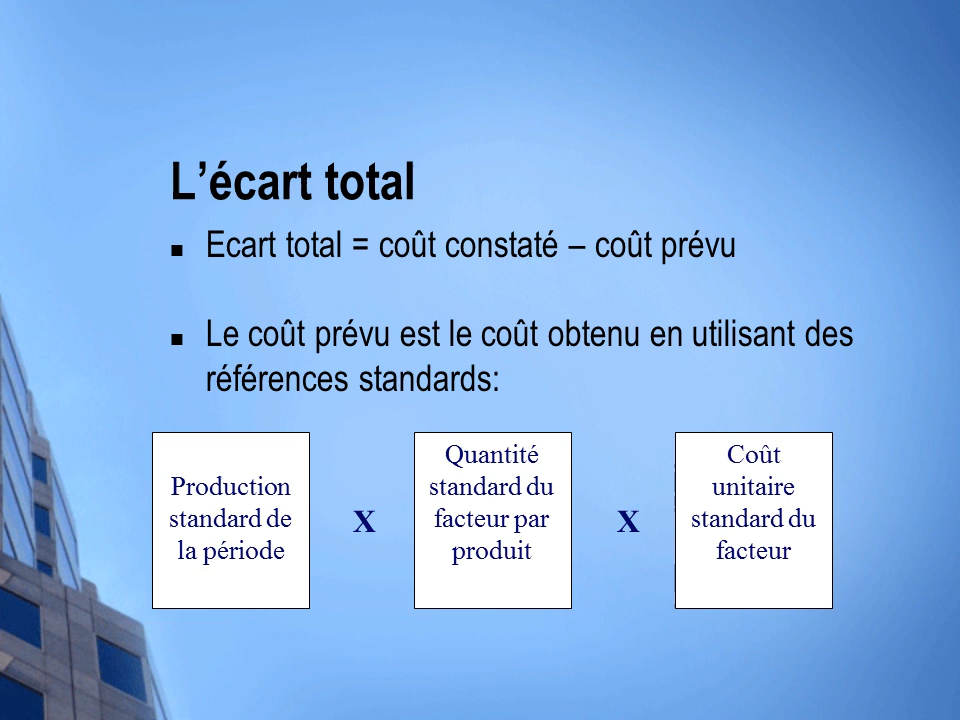 L’écart total
■ Ecart total = coût constaté – coût prévu
■ Le coût prévu est le coût obtenu en utilisant des
références standards:
Production
standard de
la période
X
Quantité
standard du
facteur par
produit
X
Coût
unitaire
standard du
facteur